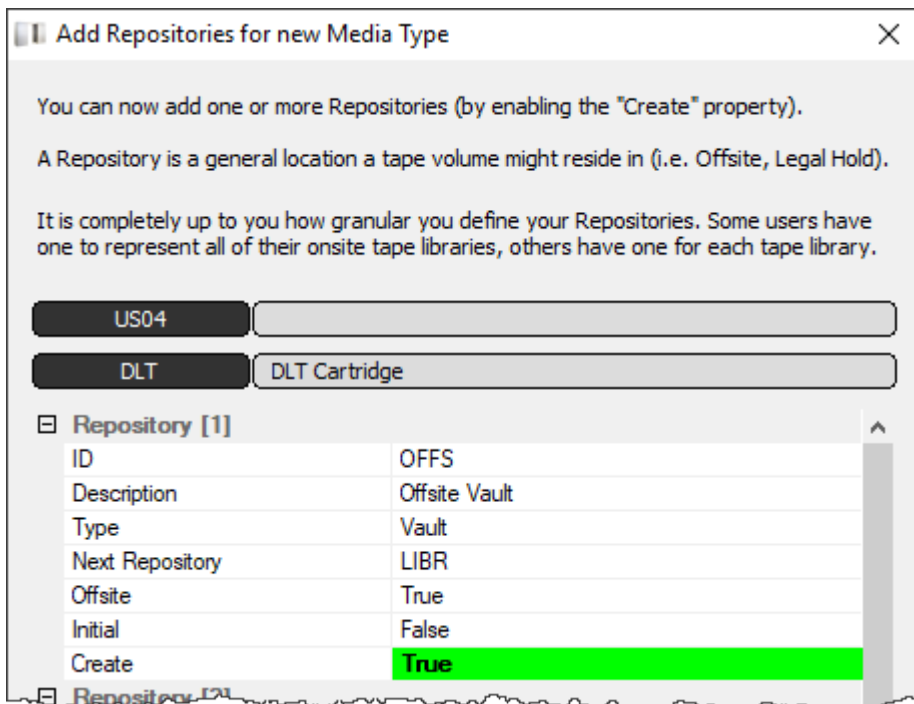 Add Repositories for new Media Type
You can now add one or more Repositories (by enabling the "Create" property).
A Repository is a general location a tape volume might reside in (i.e. Offsite, Legal Hold).
It is completely up to you how granular you define your Repositories. Some users have
one to represent all of their onsite tape libraries, others have one for each tape library.
US04
DLT DLT Cartridge
Repository [1]
ID OFFS
Description Offsite Vault
Type Vault
Next Repository LIBR
Offsite True
Initial False
Create True
Repository [2]